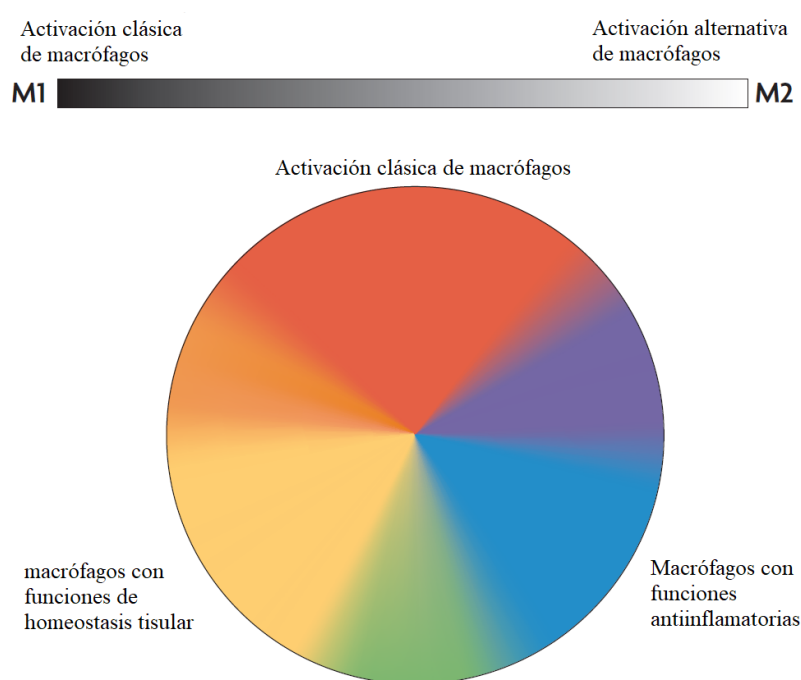 Activación clásica
de macrófagos
Activación alternativa
de macrófagos
M1
M2
Activación clásica de macrófagos
macrófagos con
funciones de
homeostasis tisular
Macrófagos con
funciones
antiinflamatorias